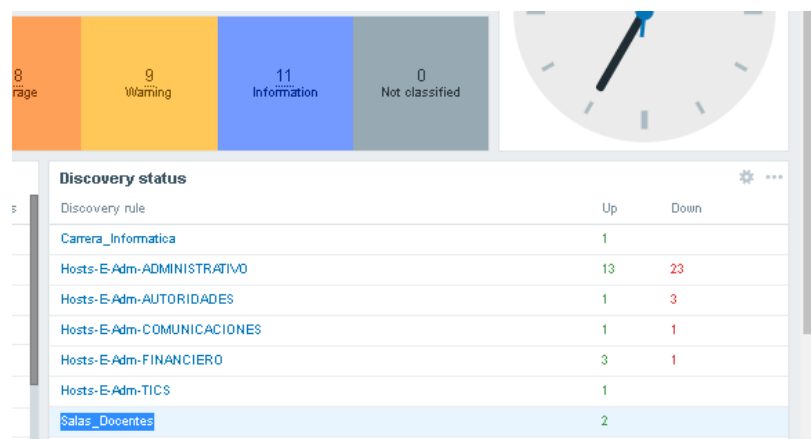 8 9 11 0
rage Warning Information Not classified
Discovery status
s Discovery rule Up Down
Carrera_Informatica 1
Hosts-E-Adm-ADMINISTRATIVO 13 23
Hosts-E-Adm-AUTORIDADES 1 3
Hosts-E-Adm-COMUNICACIONES 1 1
Hosts-E-Adm-FINANCIERO 3 1
Hosts-E-Adm-TICS 1
Salas_Docentes 2